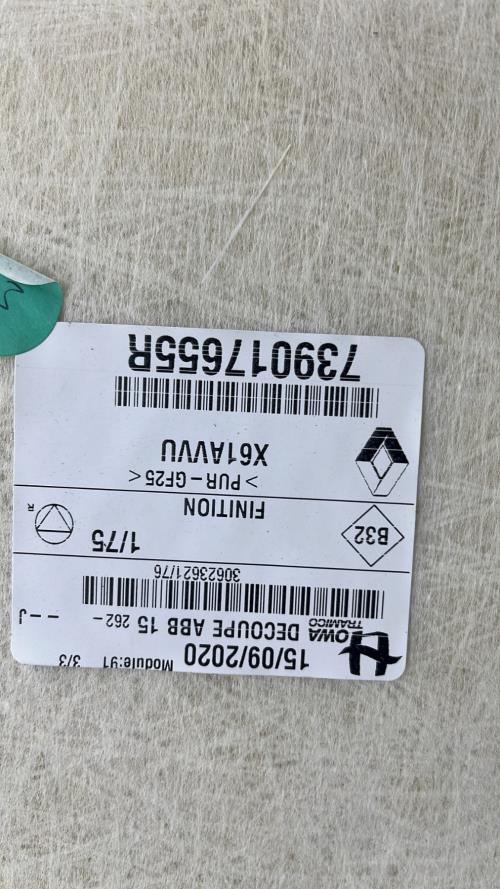 15/09/2020 Module:91 3/3
HOWA
TRAMICO
DECOUPE ABB 15 262- --J
30623621/76
B32
1/75
R
FINITION
>PUR-GF25<
X61AVVU
739017655R